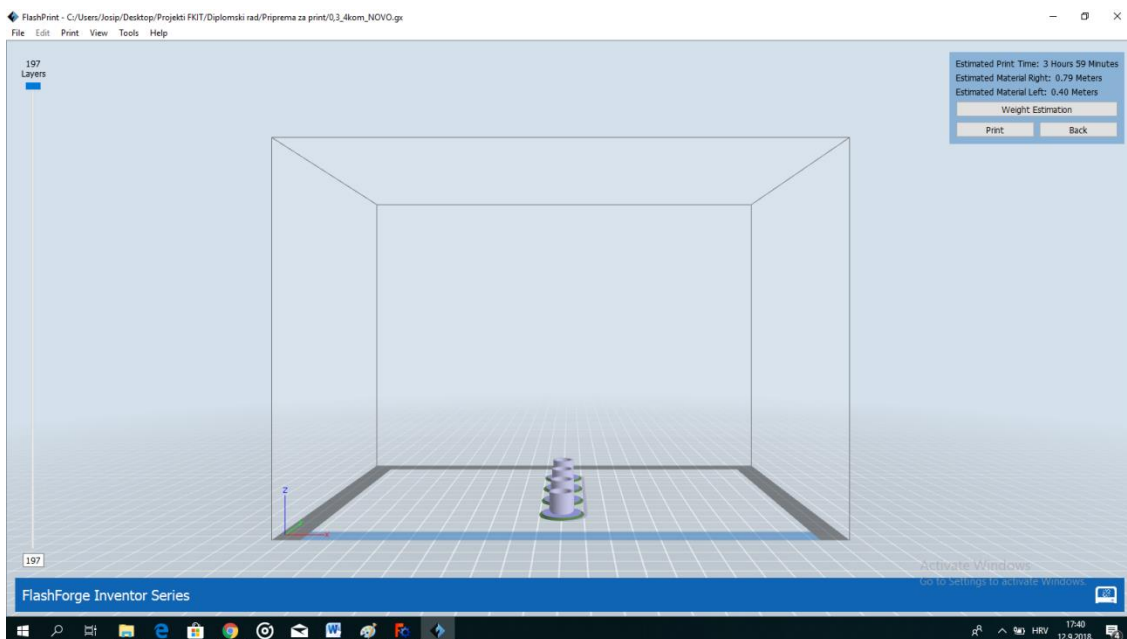 FlashPrint - C:/Users/Josip/Desktop/Projekti FKIT/Diplomski rad/Priprema za print/0,3_4kom_NOVO.gx
File Edit Print View Tools Help
197
Layers
Estimated Print Time: 3 Hours 59 Minutes
Estimated Material Right: 0.79 Meters
Estimated Material Left: 0.40 Meters
Weight Estimation
Print Back
z
x
197
Activate Windows
Go to Settings to activate Windows.
FlashForge Inventor Series
HRV
17:40
12.9.2018.
4